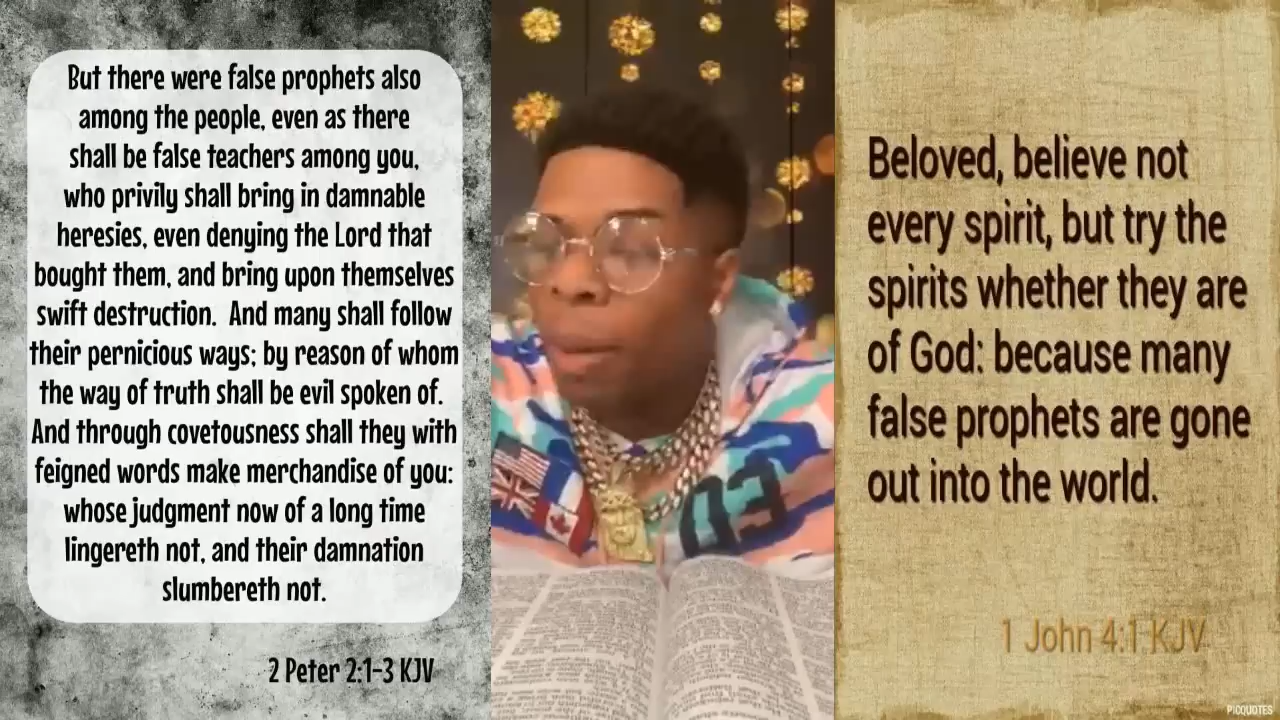 But there were false prophets also
among the people, even as there
shall be false teachers among you,
who privily shall bring in damnable
heresies, even denying the Lord that
bought them, and bring upon themselves
swift destruction. And many shall follow
their pernicious ways; by reason of whom
the way of truth shall be evil spoken of.
And through covetousness shall they with
feigned words make merchandise of you:
whose judgment now of a long time
lingereth not, and their damnation
slumbereth not.
2 Peter 2:1-3 KJV
03
Beloved, believe not
every spirit, but try the
spirits whether they are
of God: because many
false prophets are gone
out into the world.
1 John 4:1 KJV
PICQUOTES